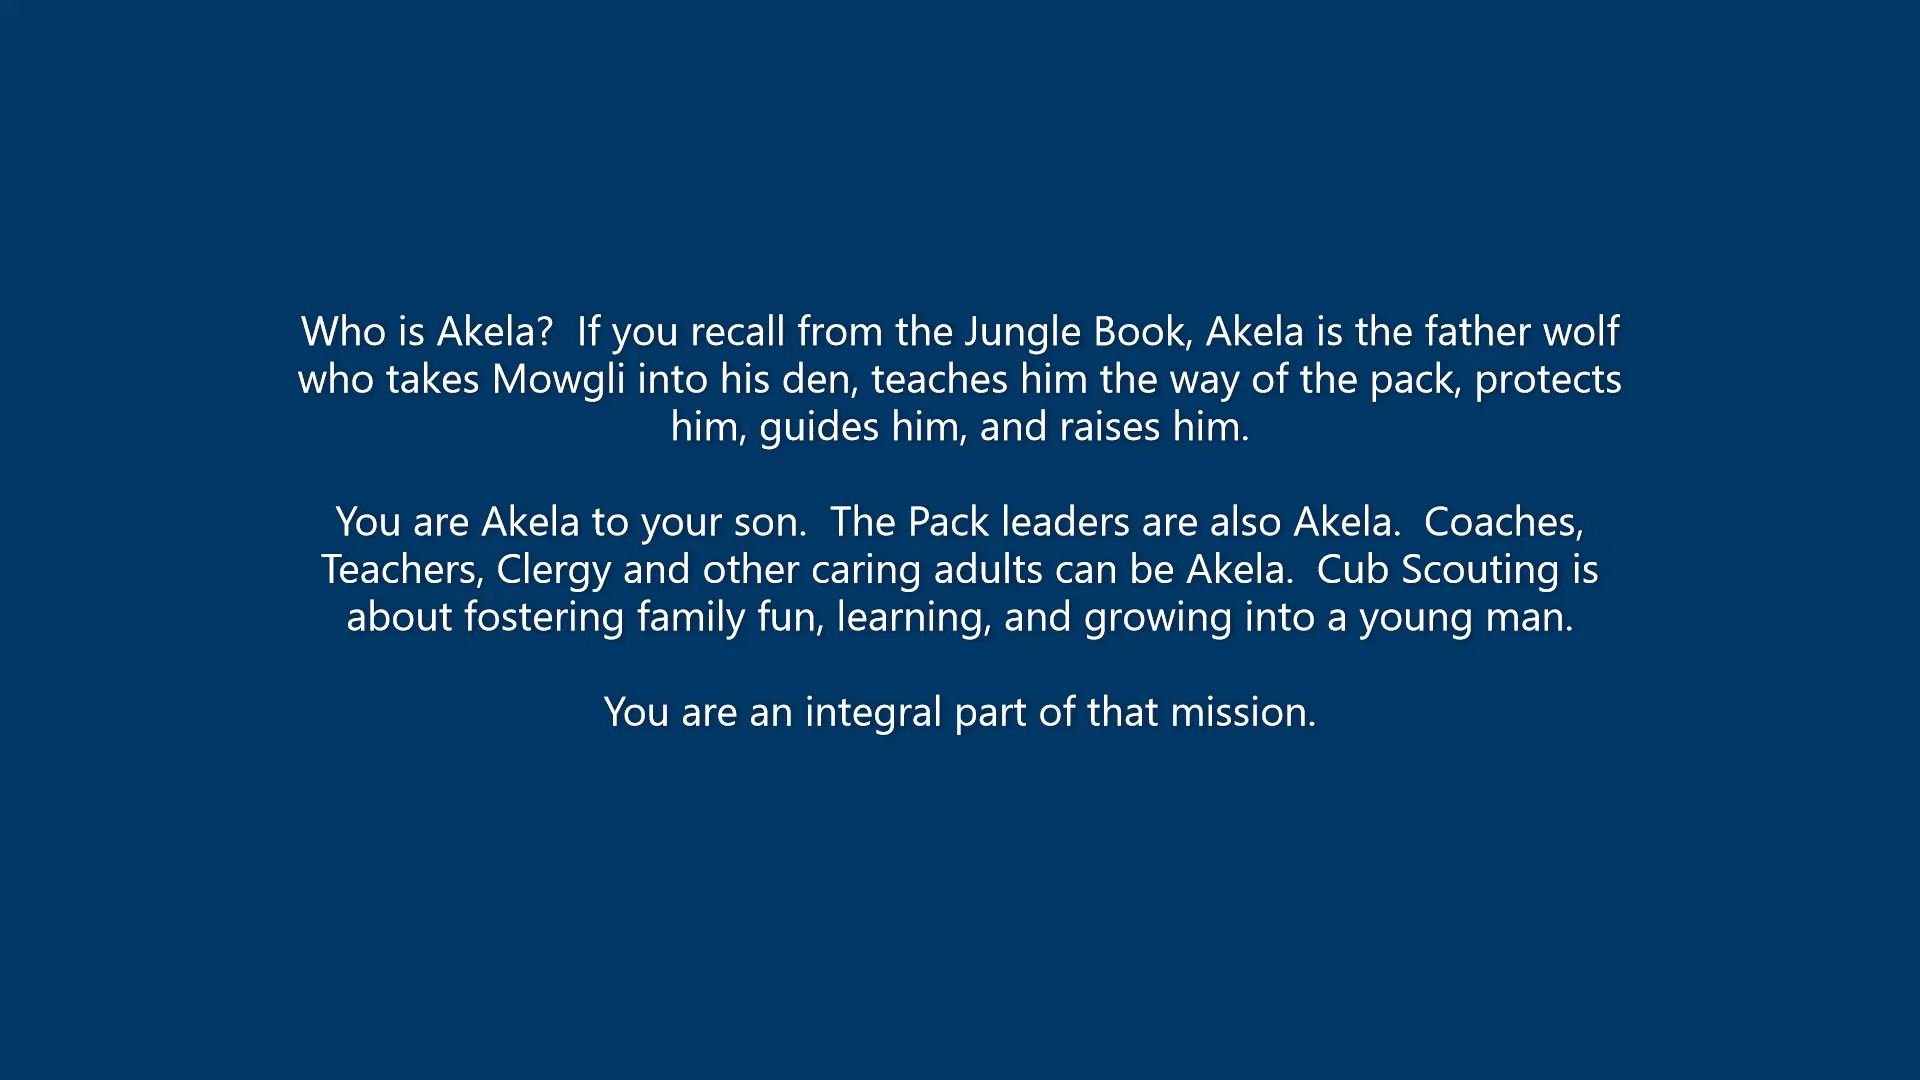 Who is Akela?  If you recall from the Jungle Book, Akela is the father wolf
who takes Mowgli into his den, teaches him the way of the pack, protects
him, guides him, and raises him.
You are Akela to your son.  The Pack leaders are also Akela.  Coaches,
Teachers, Clergy and other caring adults can be Akela.  Cub Scouting is
about fostering family fun, learning, and growing into a young man.
You are an integral part of that mission.